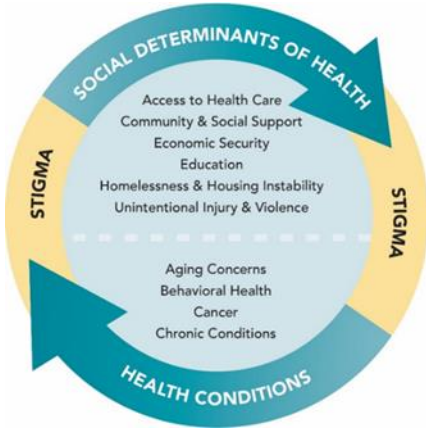 SOCIAL DETERMINANTS OF HEALTH
Access to Health Care
Community & Social Support
Economic Security
Education
Homelessness & Housing Instability
Unintentional Injury & Violence
STIGMA
STIGMA
Aging Concerns
Behavioral Health
Cancer
Chronic Conditions
HEALTH CONDITIONS